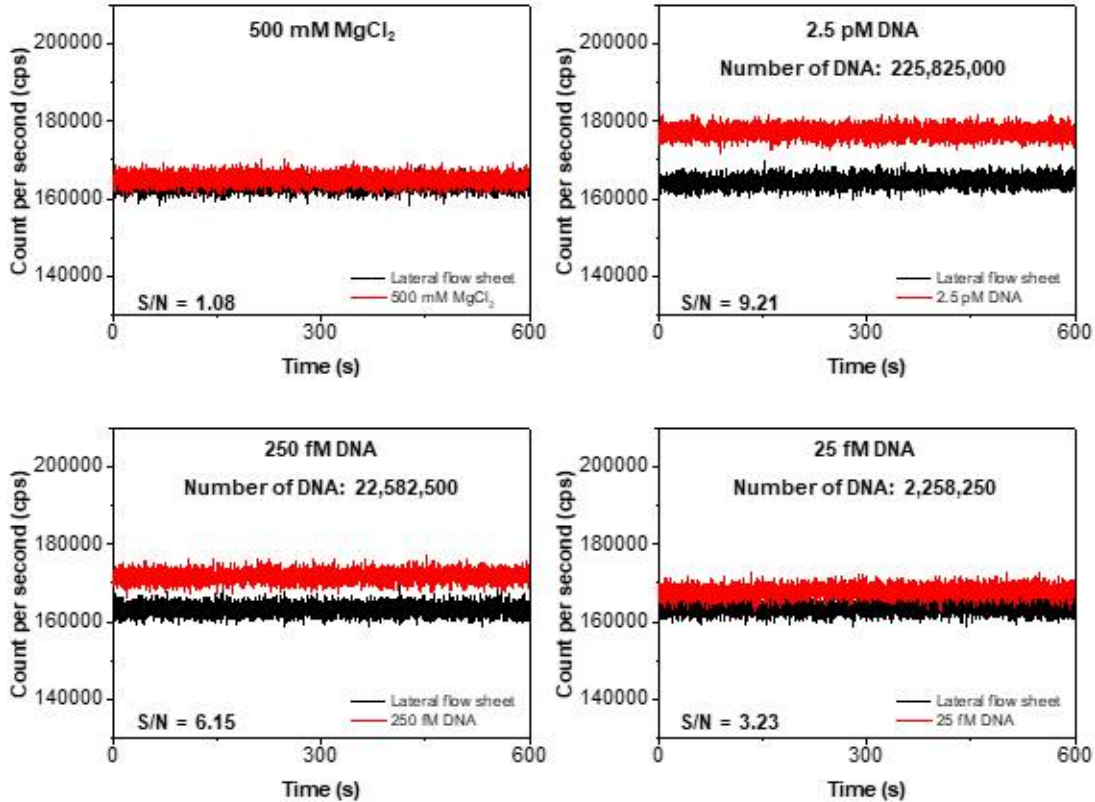 500 mM MgCl₂
Count per second (cps)
200000
180000
160000
140000
Lateral flow sheet
500 mM MgCl₂
S/N = 1.08
0
300
600
Time (s)
2.5 pM DNA
Number of DNA: 225,825,000
Count per second (cps)
200000
180000
160000
140000
Lateral flow sheet
2.5 pM DNA
S/N = 9.21
0
300
600
Time (s)
250 fM DNA
Number of DNA: 22,582,500
Count per second (cps)
200000
180000
160000
140000
Lateral flow sheet
250 fM DNA
S/N = 6.15
0
300
600
Time (s)
25 fM DNA
Number of DNA: 2,258,250
Count per second (cps)
200000
180000
160000
140000
Lateral flow sheet
25 fM DNA
S/N = 3.23
0
300
600
Time (s)